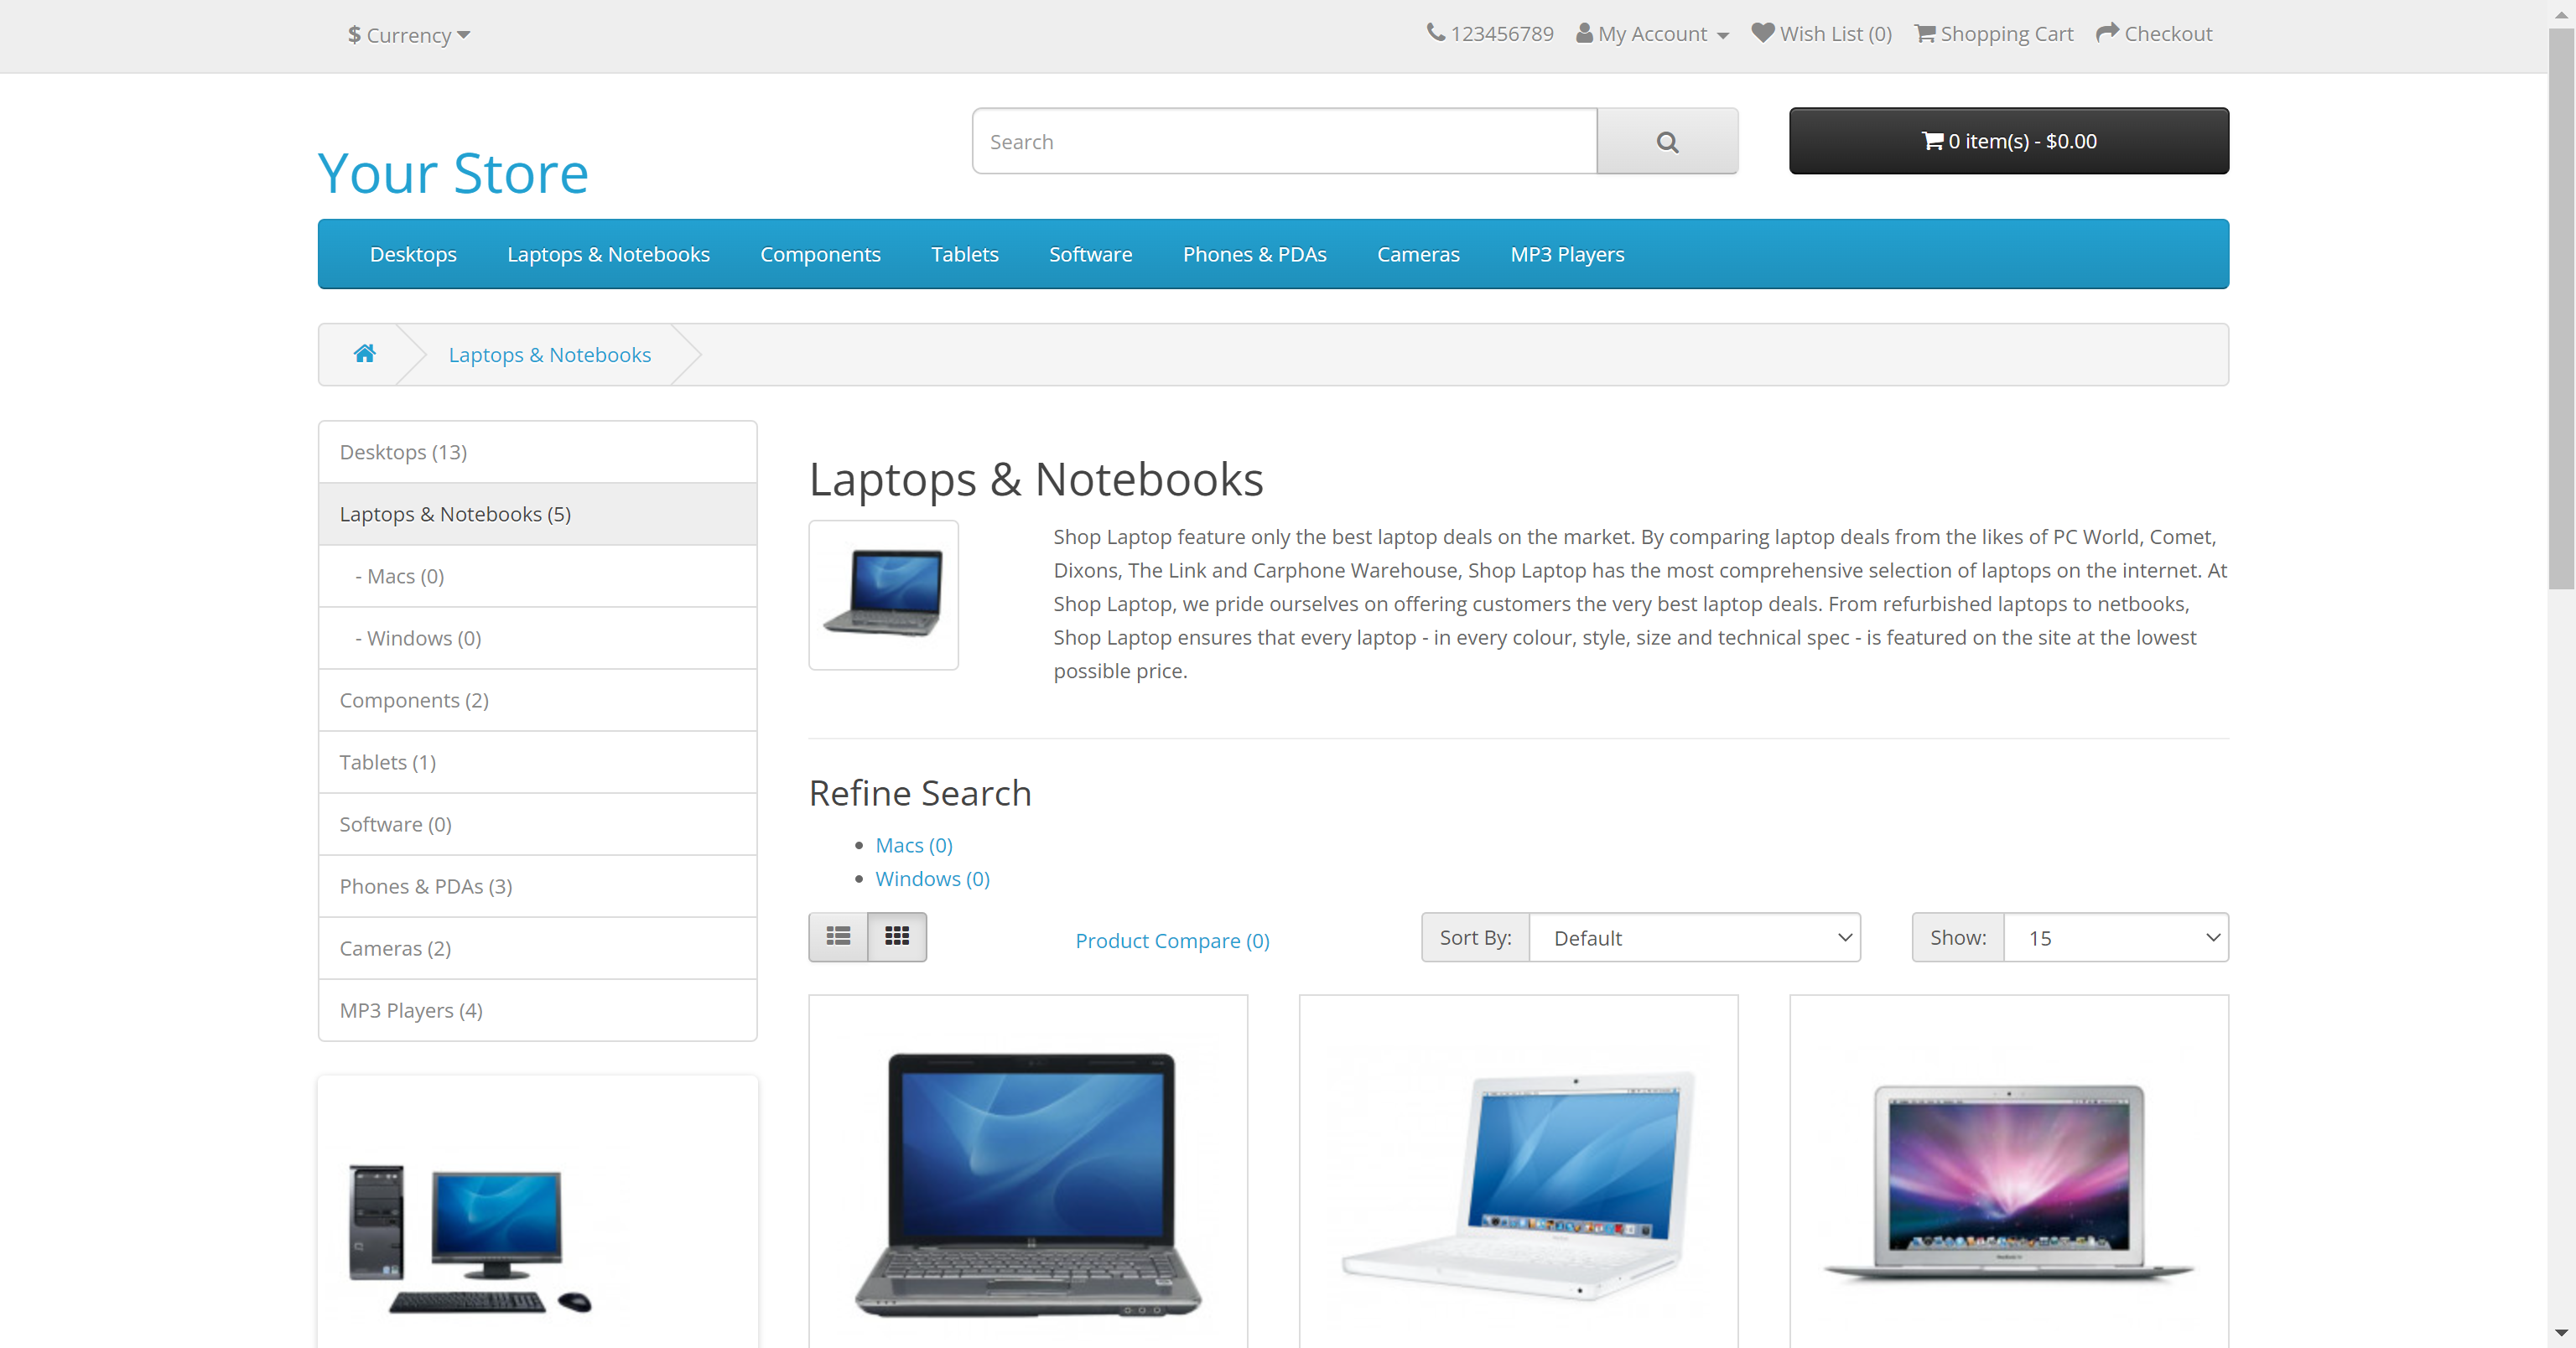 $ Currency
123456789 My Account Wish List (0) Shopping Cart Checkout
Your Store
Search
0 item(s) - $0.00
Desktops Laptops & Notebooks Components Tablets Software Phones & PDAs Cameras MP3 Players
Laptops & Notebooks
Desktops (13)
Laptops & Notebooks (5)
- Macs (0)
- Windows (0)
Components (2)
Tablets (1)
Software (0)
Phones & PDAs (3)
Cameras (2)
MP3 Players (4)
Laptops & Notebooks
Shop Laptop feature only the best laptop deals on the market. By comparing laptop deals from the likes of PC World, Comet,
Dixons, The Link and Carphone Warehouse, Shop Laptop has the most comprehensive selection of laptops on the internet. At
Shop Laptop, we pride ourselves on offering customers the very best laptop deals. From refurbished laptops to netbooks,
Shop Laptop ensures that every laptop - in every colour, style, size and technical spec - is featured on the site at the lowest
possible price.
Refine Search
Macs (0)
Windows (0)
Product Compare (0)
Sort By: Default
Show: 15